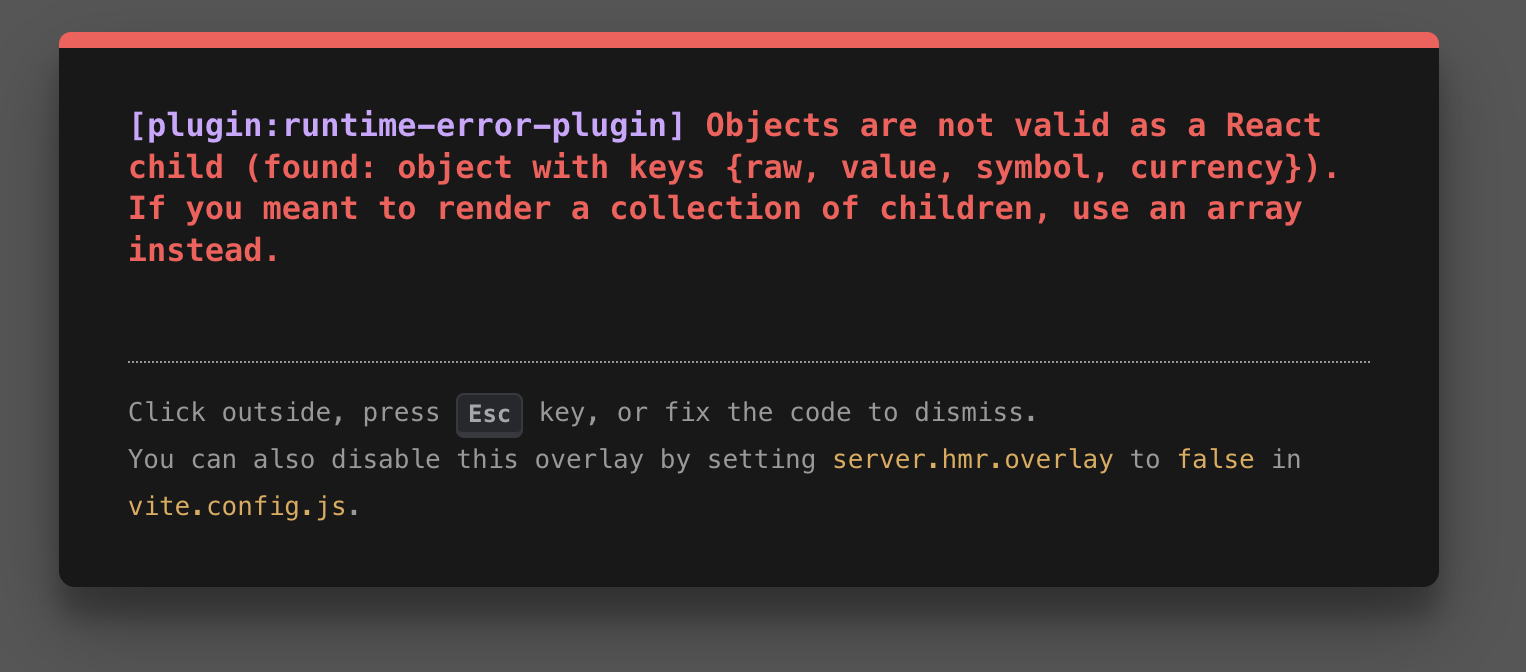 [plugin:runtime-error-plugin] Objects are not valid as a React
child (found: object with keys {raw, value, symbol, currency}).
If you meant to render a collection of children, use an array
instead.
Click outside, press Esc key, or fix the code to dismiss.
You can also disable this overlay by setting server.hmr.overlay to false in
vite.config.js.